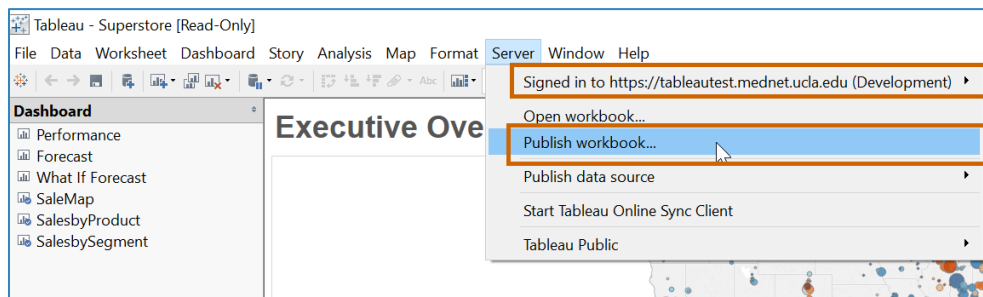 Tableau - Superstore [Read-Only]
File Data Worksheet Dashboard Story Analysis Map Format Server Window Help
Abc
Signed in to https://tableautest.mednet.ucla.edu (Development)
Dashboard
Open workbook...
Executive Ove
Performance
Publish workbook...
Forecast
What If Forecast
Publish data source
SaleMap
SalesbyProduct
Start Tableau Online Sync Client
SalesbySegment
Tableau Public